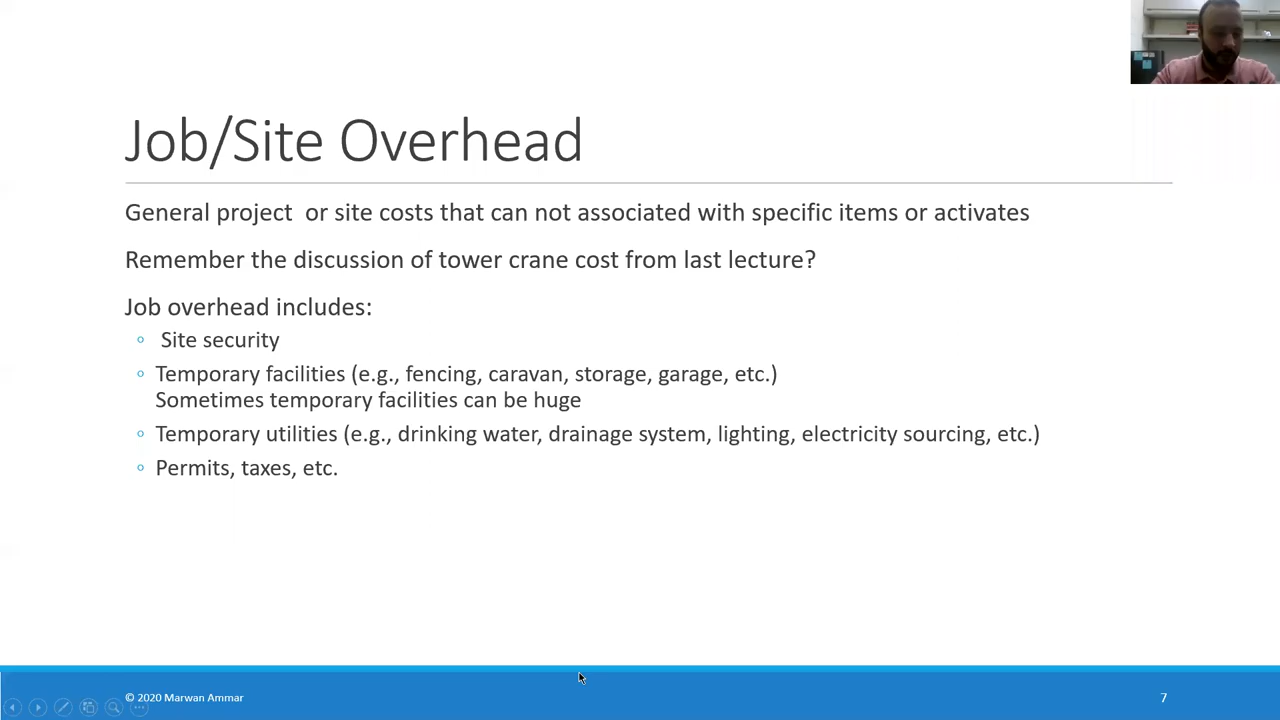 Job/Site Overhead
General project  or site costs that can not associated with specific items or activates
Remember the discussion of tower crane cost from last lecture?
Job overhead includes:
Site security
Temporary facilities (e.g., fencing, caravan, storage, garage, etc.)
Sometimes temporary facilities can be huge
Temporary utilities (e.g., drinking water, drainage system, lighting, electricity sourcing, etc.)
Permits, taxes, etc.
© 2020 Marwan Ammar
7